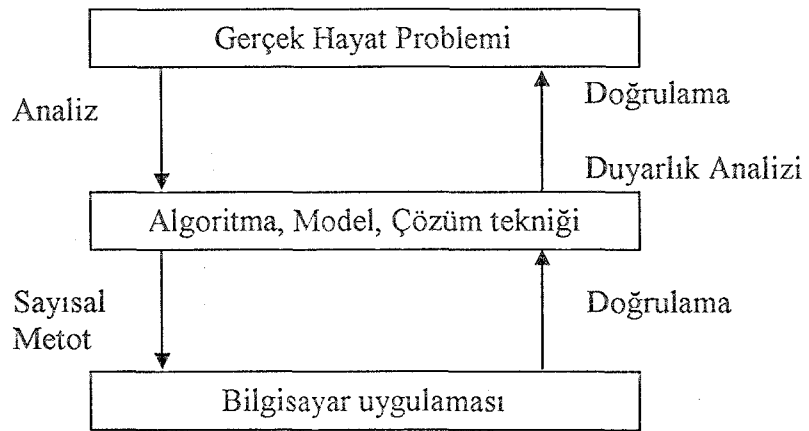 Gerçek Hayat Problemi
Analiz
Doğrulama
Duyarlık Analizi
Algoritma, Model, Çözüm tekniği
Sayısal
Metot
Doğrulama
Bilgisayar uygulaması